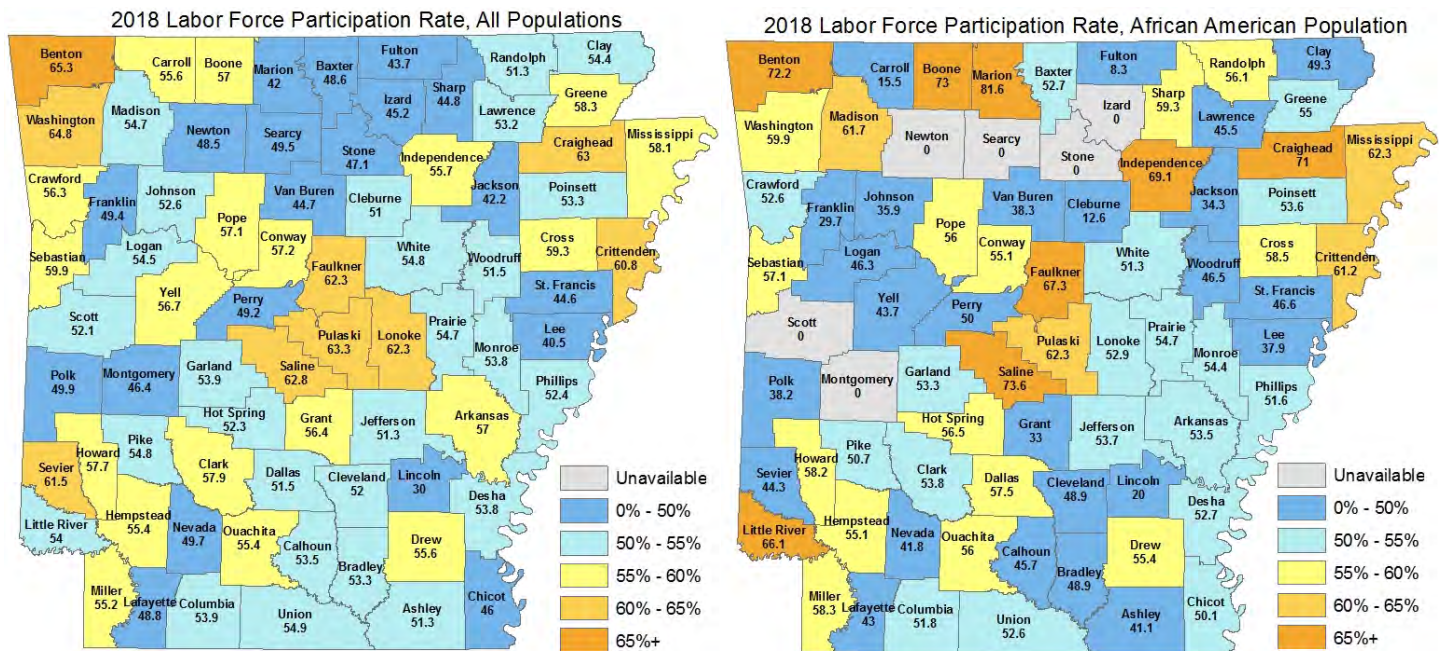 2018 Labor Force Participation Rate, All Populations
Benton
65.3
Carroll
55.6
Boone
57
Marion
42
Baxter
48.6
Fulton
43.7
Randolph
51.3
Clay
54.4
Izard
45.2
Sharp
44.8
Greene
58.3
Lawrence
53.2
Washington
64.8
Madison
54.7
Newton
48.5
Searcy
49.5
Stone
47.1
Independence
55.7
Craighead
63
Mississippi
58.1
Crawford
56.3
Franklin
49.4
Johnson
52.6
Pope
57.1
Van Buren
44.7
Cleburne
51
Jackson
42.2
Poinsett
53.3
Logan
54.5
Conway
57.2
White
54.8
Woodruff
51.5
Cross
59.3
Crittenden
60.8
Sebastian
59.9
Yell
56.7
Faulkner
62.3
St. Francis
44.6
Scott
52.1
Perry
49.2
Pulaski
63.3
Lonoke
62.3
Prairie
54.7
Monroe
53.8
Lee
40.5
Polk
49.9
Montgomery
46.4
Garland
53.9
Saline
62.8
Phillips
52.4
Hot Spring
52.3
Grant
56.4
Jefferson
51.3
Arkansas
57
Sevier
61.5
Howard
57.7
Pike
54.8
Clark
57.9
Dallas
51.5
Cleveland
52
Lincoln
30
Desha
53.8
Little River
54
Hempstead
55.4
Nevada
49.7
Ouachita
55.4
Calhoun
53.5
Bradley
53.3
Drew
55.6
Miller
55.2
Lafayette
48.8
Columbia
53.9
Union
54.9
Ashley
51.3
Chicot
46
Unavailable
0% - 50%
50% - 55%
55% - 60%
60% - 65%
65%+
2018 Labor Force Participation Rate, African American Population
Benton
72.2
Carroll
15.5
Boone
73
Marion
81.6
Baxter
52.7
Fulton
8.3
Randolph
56.1
Clay
49.3
Izard
0
Sharp
59.3
Greene
55
Lawrence
45.5
Washington
59.9
Madison
61.7
Newton
0
Searcy
0
Stone
0
Independence
69.1
Craighead
71
Mississippi
62.3
Crawford
52.6
Franklin
29.7
Johnson
35.9
Pope
56
Van Buren
38.3
Cleburne
12.6
Jackson
34.3
Poinsett
53.6
Logan
46.3
Conway
55.1
White
51.3
Woodruff
46.5
Cross
58.5
Crittenden
61.2
Sebastian
57.1
Yell
43.7
Faulkner
67.3
St. Francis
46.6
Scott
0
Perry
50
Pulaski
62.3
Lonoke
52.9
Prairie
54.7
Monroe
54.4
Lee
37.9
Polk
38.2
Montgomery
0
Garland
53.3
Saline
73.6
Phillips
51.6
Hot Spring
56.5
Grant
33
Jefferson
53.7
Arkansas
53.5
Sevier
44.3
Howard
58.2
Pike
50.7
Clark
53.8
Dallas
57.5
Cleveland
48.9
Lincoln
20
Desha
52.7
Little River
66.1
Hempstead
55.1
Nevada
41.8
Ouachita
56
Calhoun
45.7
Bradley
48.9
Drew
55.4
Miller
58.3
Lafayette
43
Columbia
51.8
Union
52.6
Ashley
41.1
Chicot
50.1
Unavailable
0% - 50%
50% - 55%
55% - 60%
60% - 65%
65%+